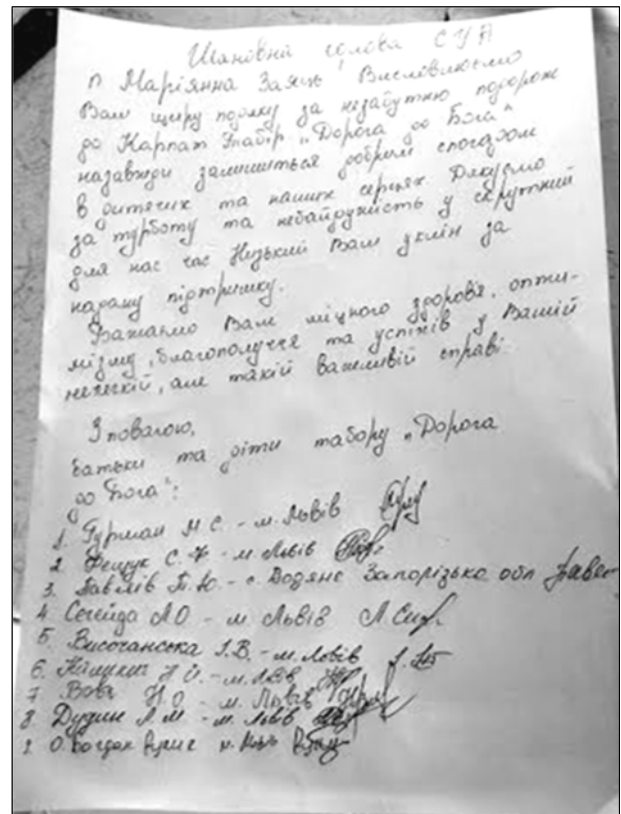 Шановна голова СУА
п. Маріянна Заяць! Висловлюємо
Вам щиру подяку за незабутню подорож
до Карпат Табір „Дорога до Бога"
назавжди залишиться добрим спогадом
в дитячих та наших серцях. Дякуємо
за турботу та небайдужість у скрутний
для нас час Низький Вам уклін за
надану підтримку.
Бажаємо Вам міцного здоров'я, опти-
мізму, благополуччя та успіхів у Вашій
нелегкій, але такій важливій справі.
З повагою,
батьки та діти табору „Дорога
до Бога":
1. Гурман М С. - м. Львів
2. Фещук С. - м Львів
3. Павлів Т. Ю. - с. Водяне Запорізько обл
4 Сегейда ЛО - м Львів
5. Височанська І.В. - м. Львів
6. Н О. - м. Львів
7 Вовк Н.О - м. Львів
8. Дудин Л. М - м. Львів
9. О. Богдан м. Львів